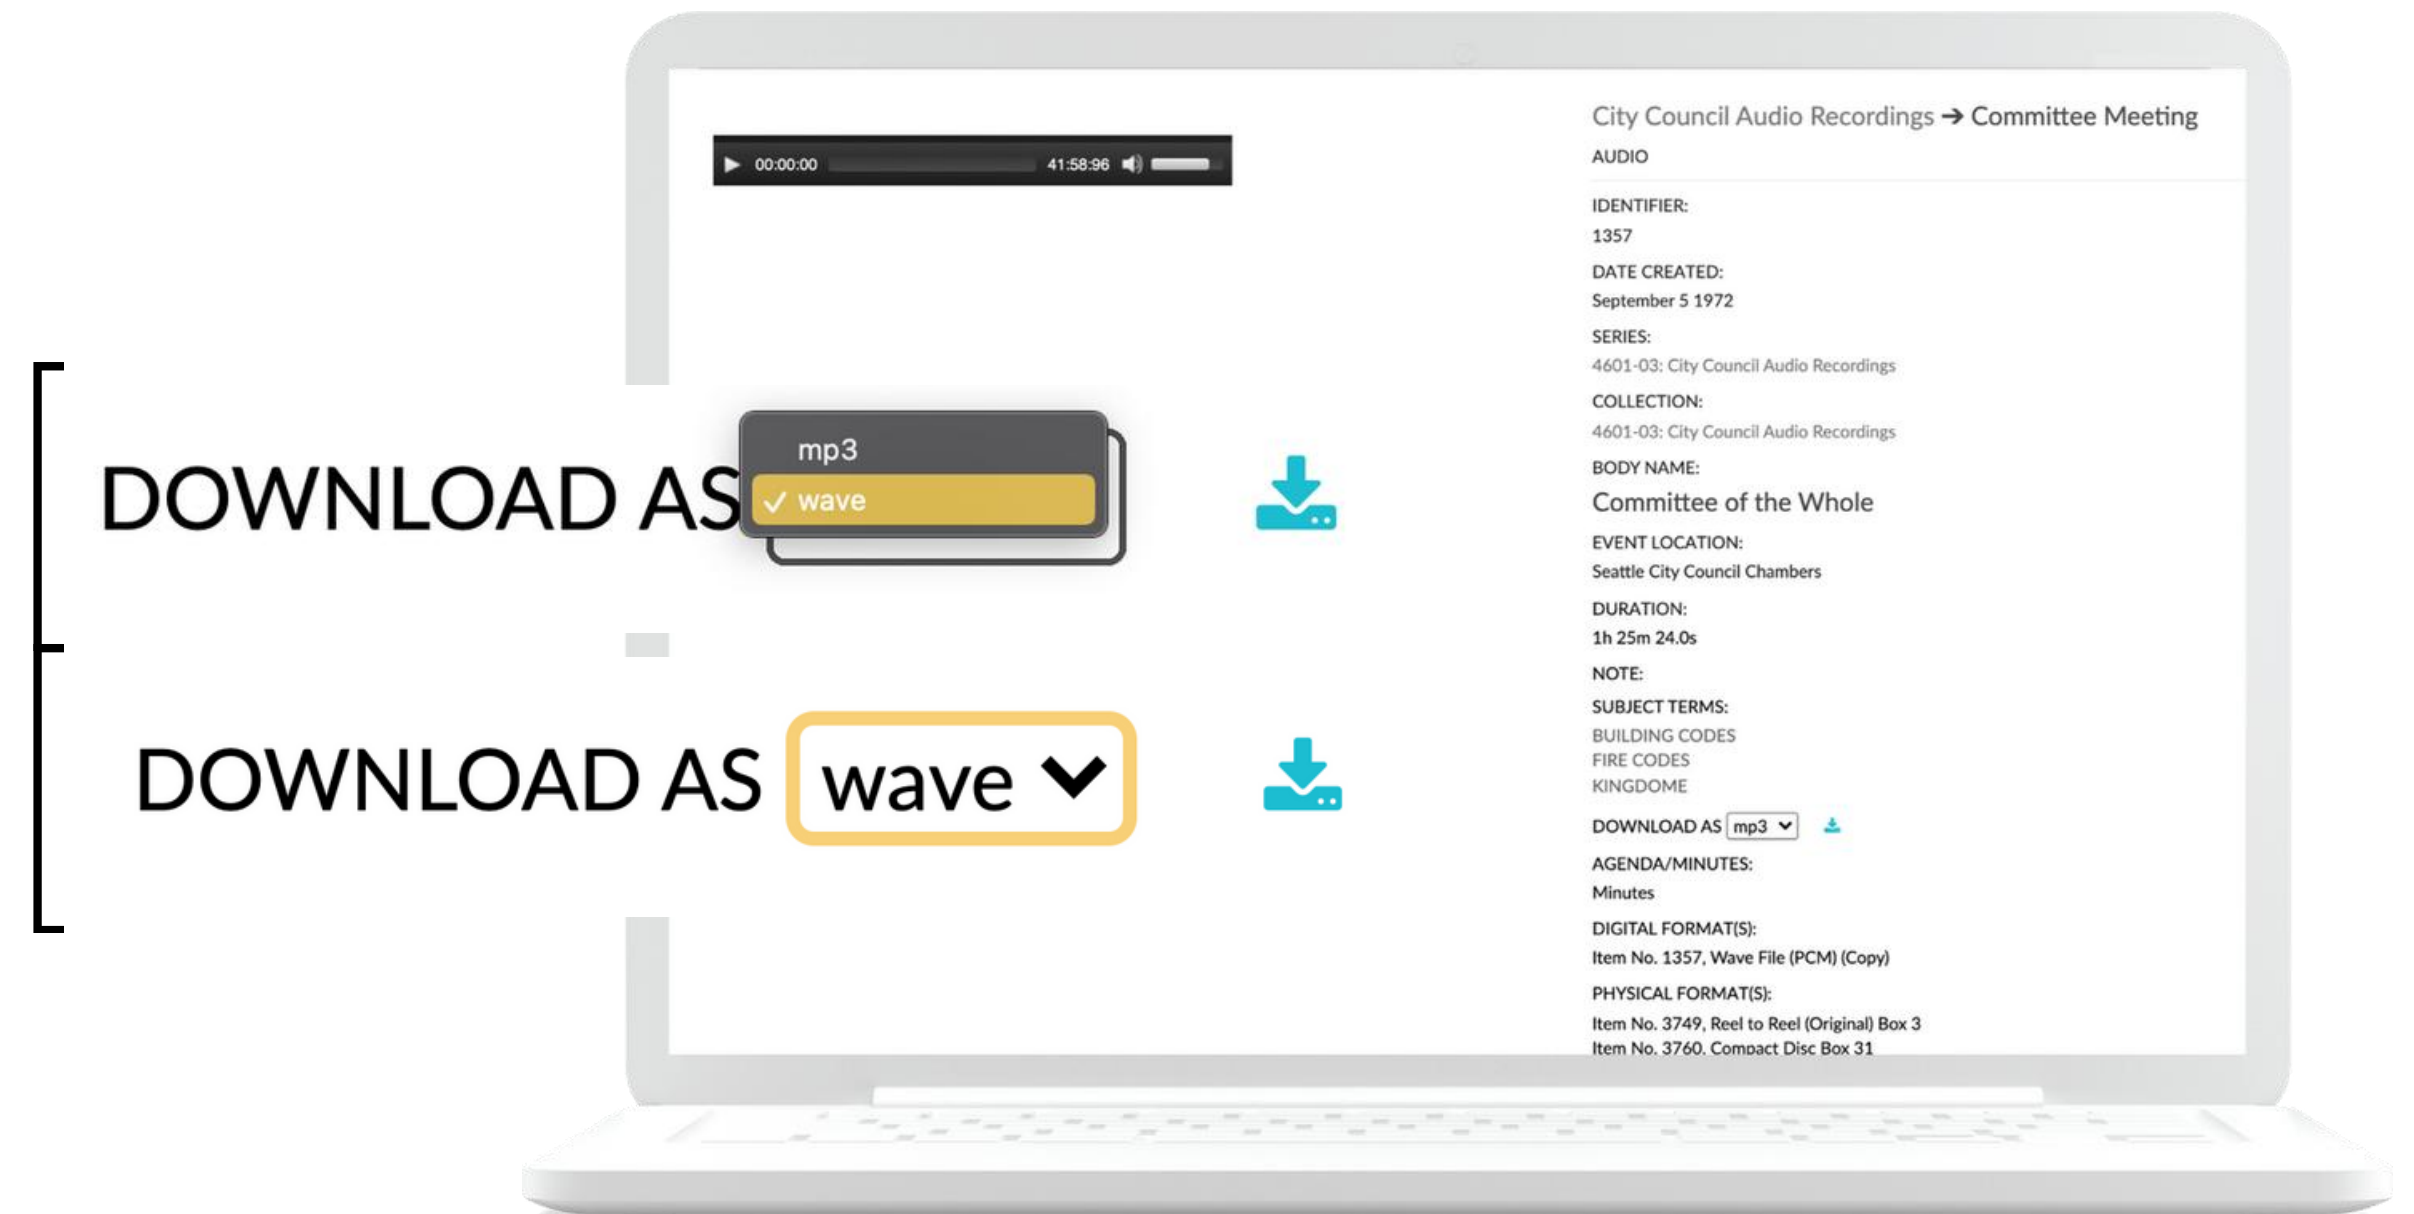 00:00:00 41:58:96
DOWNLOAD AS
mp3
✓ wave
DOWNLOAD AS wave
City Council Audio Recordings → Committee Meeting
AUDIO
IDENTIFIER:
1357
DATE CREATED:
September 5 1972
SERIES:
4601-03: City Council Audio Recordings
COLLECTION:
4601-03: City Council Audio Recordings
BODY NAME:
Committee of the Whole
EVENT LOCATION:
Seattle City Council Chambers
DURATION:
1h 25m 24.0s
NOTE:
SUBJECT TERMS:
BUILDING CODES
FIRE CODES
KINGDOME
DOWNLOAD AS mp3
AGENDA/MINUTES:
Minutes
DIGITAL FORMAT(S):
Item No. 1357, Wave File (PCM) (Copy)
PHYSICAL FORMAT(S):
Item No. 3749, Reel to Reel (Original) Box 3
Item No. 3760, Compact Disc Box 31